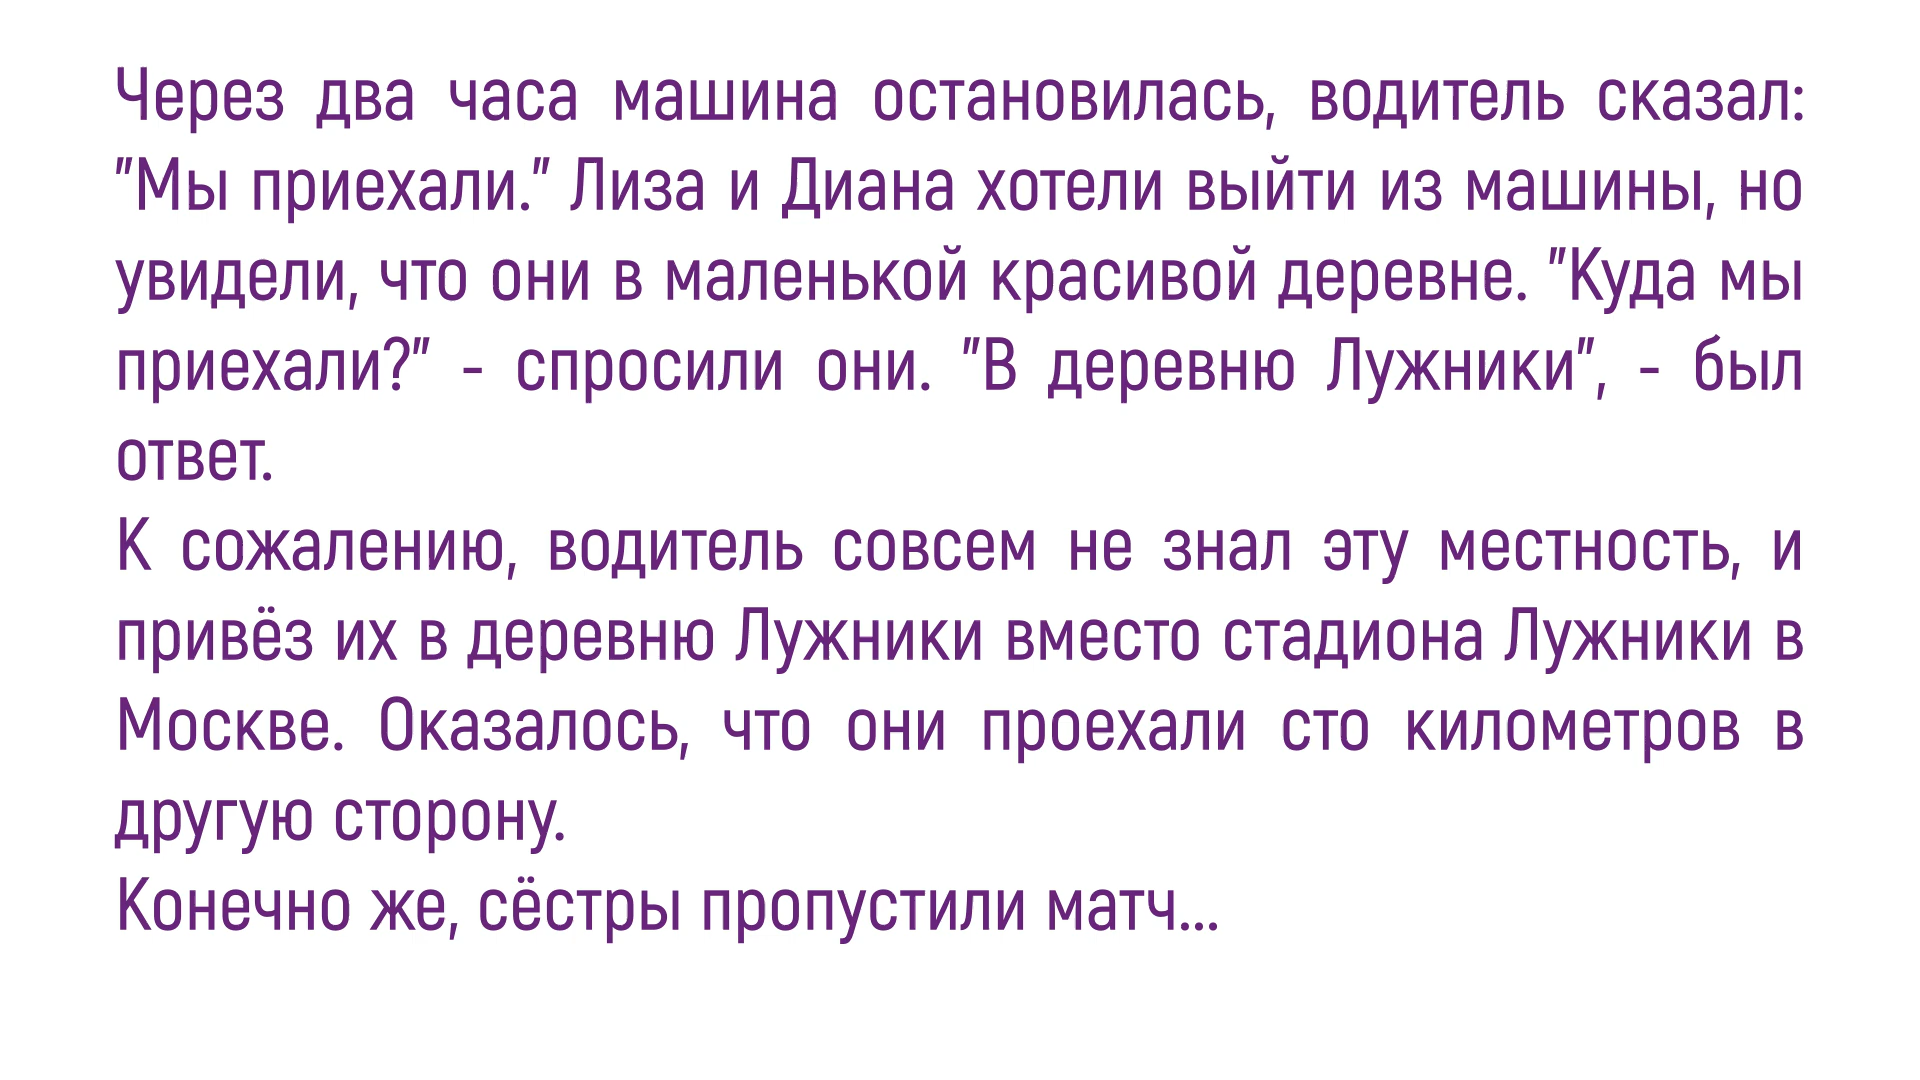 Через два часа машина остановилась, водитель сказал:
"Мы приехали." Лиза и Диана хотели выйти из машины, но
увидели, что они в маленькой красивой деревне. "Куда мы
приехали?" - спросили они. "В деревню Лужники", - был
ответ.
К сожалению, водитель совсем не знал эту местность, и
привёз их в деревню Лужники вместо стадиона Лужники в
Москве. Оказалось, что они проехали сто километров в
другую сторону.
Конечно же, сёстры пропустили матч...